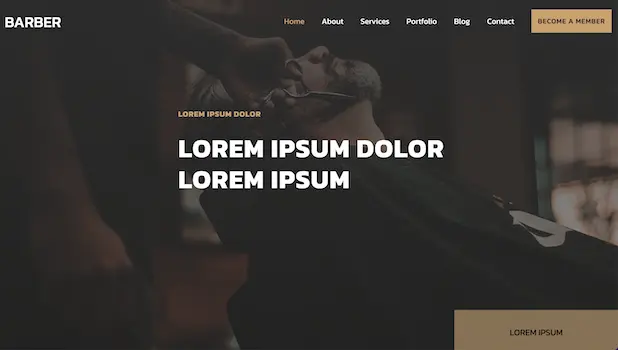 BARBER
Home About Services Portfolio Blog Contact BECOME A MEMBER
LOREM IPSUM DOLOR
LOREM IPSUM DOLOR
LOREM IPSUM
LOREM IPSUM